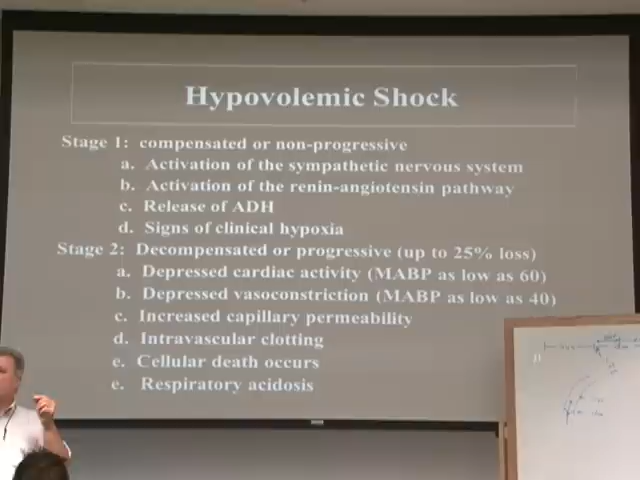 Hypovolemic Shock
Stage 1: compensated or non-progressive
a. Activation of the sympathetic nervous system
b. Activation of the renin-angiotensin pathway
c. Release of ADH
d. Signs of clinical hypoxia
Stage 2: Decompensated or progressive (up to 25% loss)
a. Depressed cardiac activity (MABP as low as 60)
b. Depressed vasoconstriction (MABP as low as 40)
c. Increased capillary permeability
d. Intravascular clotting
e. Cellular death occurs
e. Respiratory acidosis